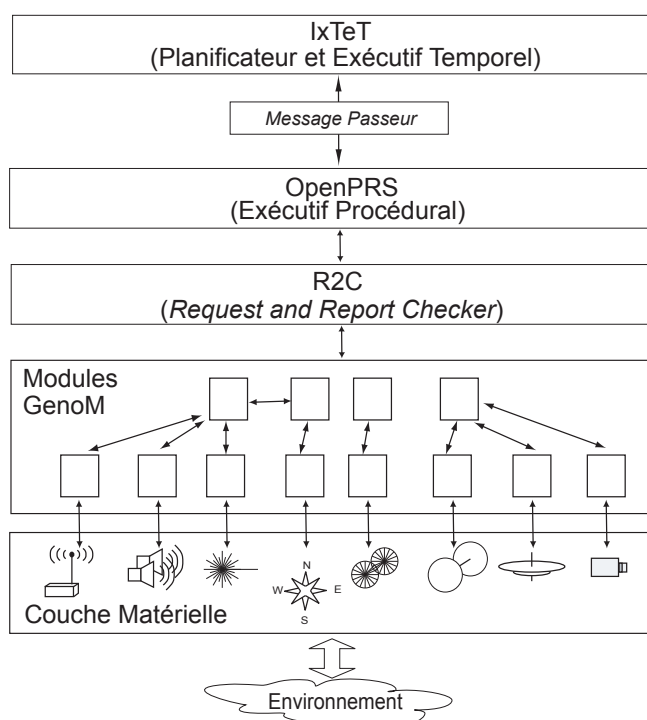 IxTeT
(Planificateur et Exécutif Temporel)
Message Passeur
OpenPRS
(Exécutif Procédural)
R2C
(Request and Report Checker)
Modules
GenoM
N
W
E
S
Couche Matérielle
Environnement